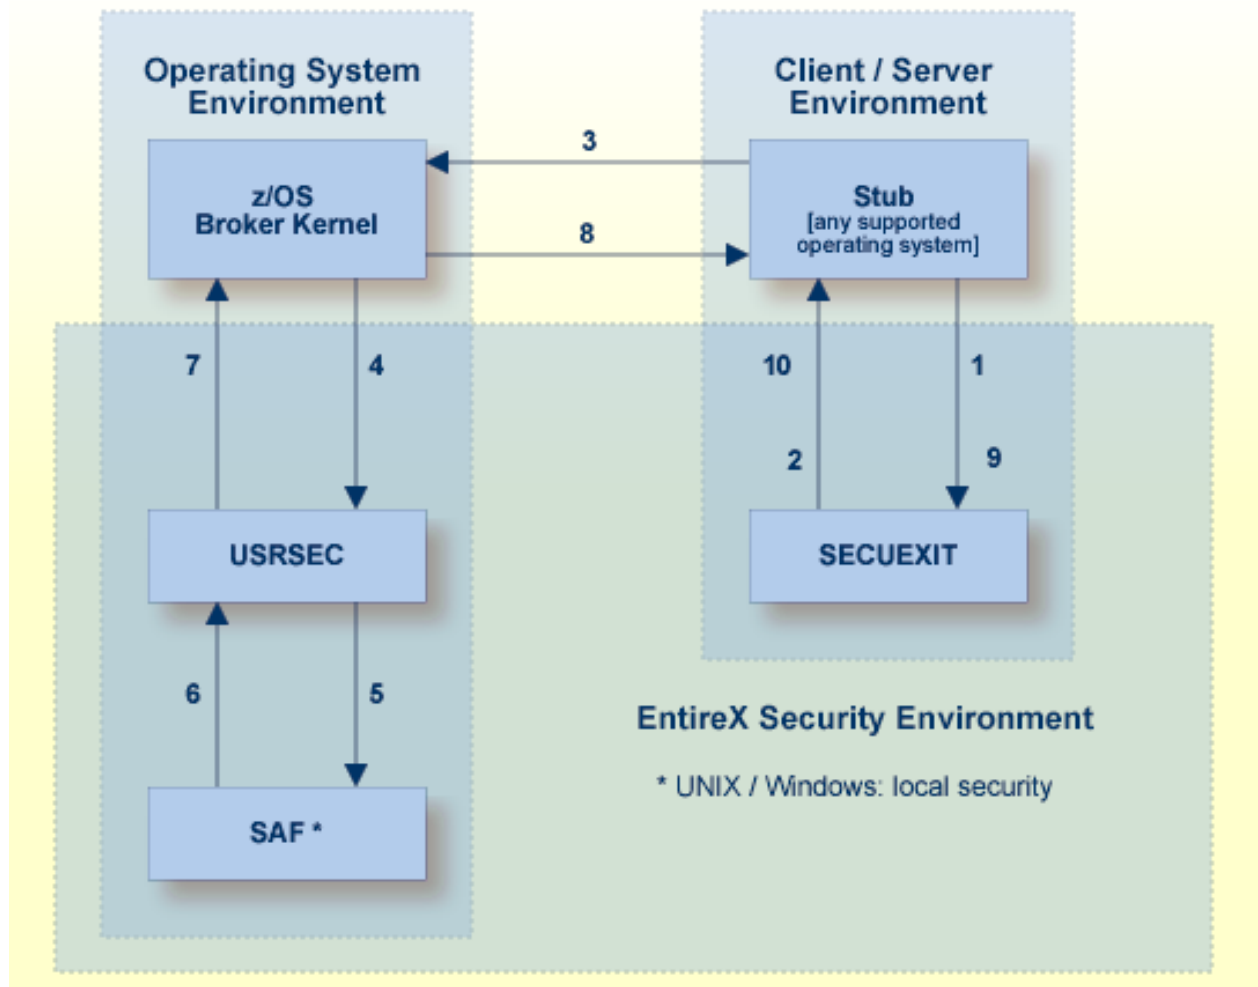 Operating System
Environment
Client / Server
Environment
3
z/OS
Broker Kernel
Stub
[any supported
operating system]
8
7
4
10
1
2
9
USRSEC
SECUEXIT
6
5
EntireX Security Environment
* UNIX / Windows: local security
SAF *